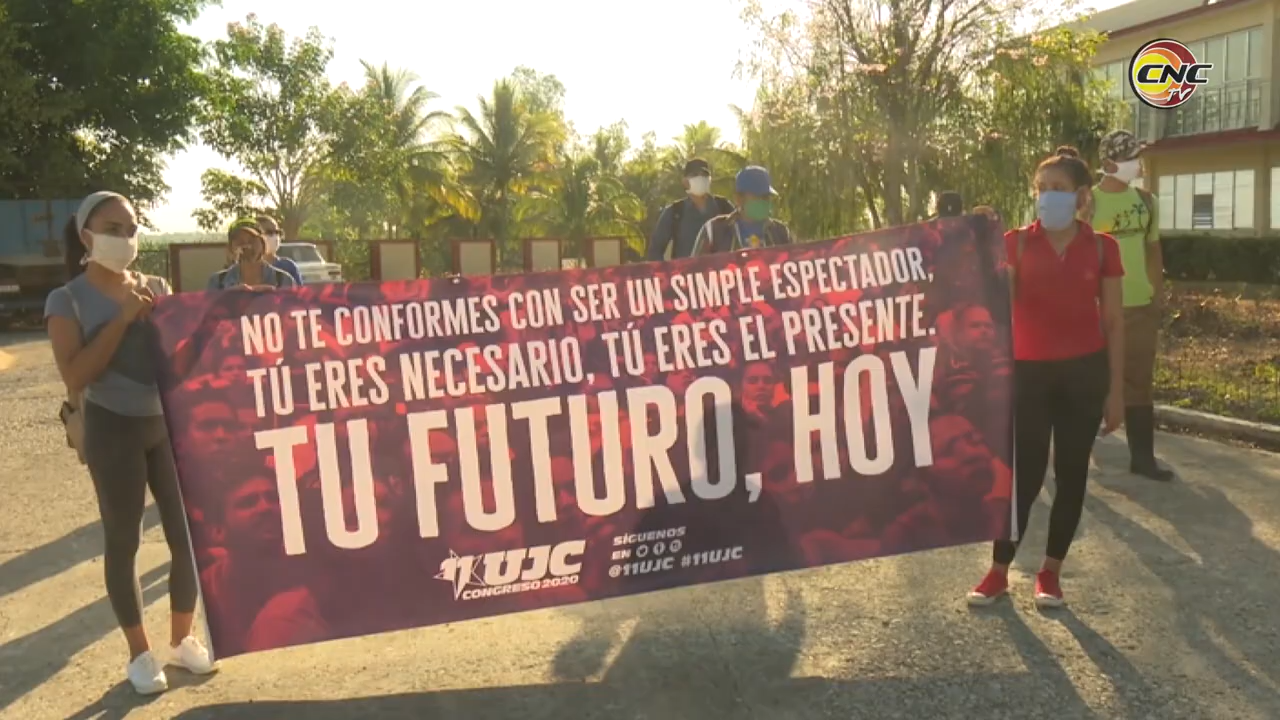 CNC
TV
NO TE CONFORMES CON SER UN SIMPLE ESPECTADOR,
TÚ ERES NECESARIO, TÚ ERES EL PRESENTE.
TU FUTURO, HOY
11 UJC
CONGRESO 2020
SÍGUENOS
EN
@11UJC #11UJC